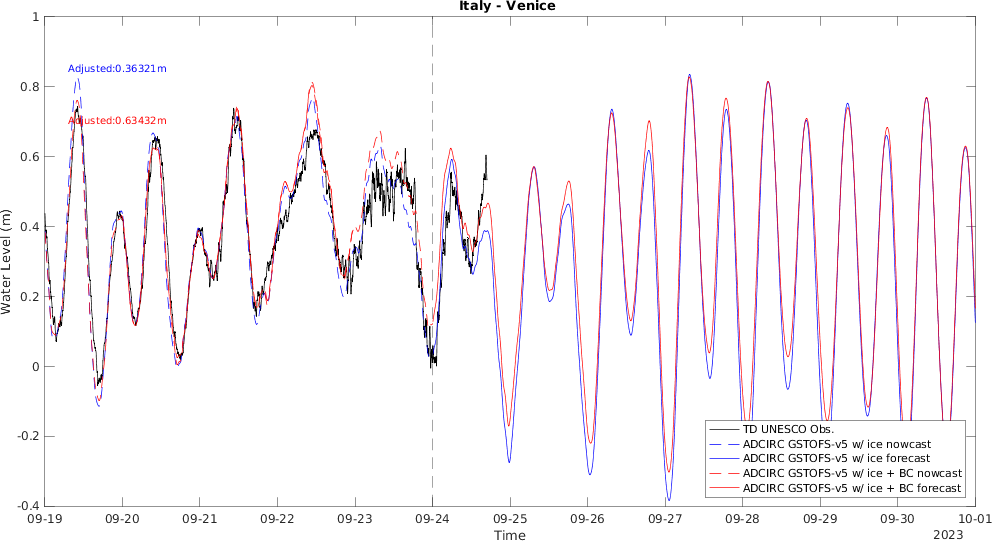 Italy - Venice
1
0.8
0.6
0.4
0.2
0
-0.2
-0.4
Water Level (m)
Adjusted:0.36321m
Adjusted:0.63432m
TD UNESCO Obs.
ADCIRC GSTOFS-v5 w/ ice nowcast
ADCIRC GSTOFS-v5 w/ ice forecast
ADCIRC GSTOFS-v5 w/ ice + BC nowcast
ADCIRC GSTOFS-v5 w/ ice + BC forecast
09-19 09-20 09-21 09-22 09-23 09-24 09-25 09-26 09-27 09-28 09-29 09-30 10-01
Time
2023